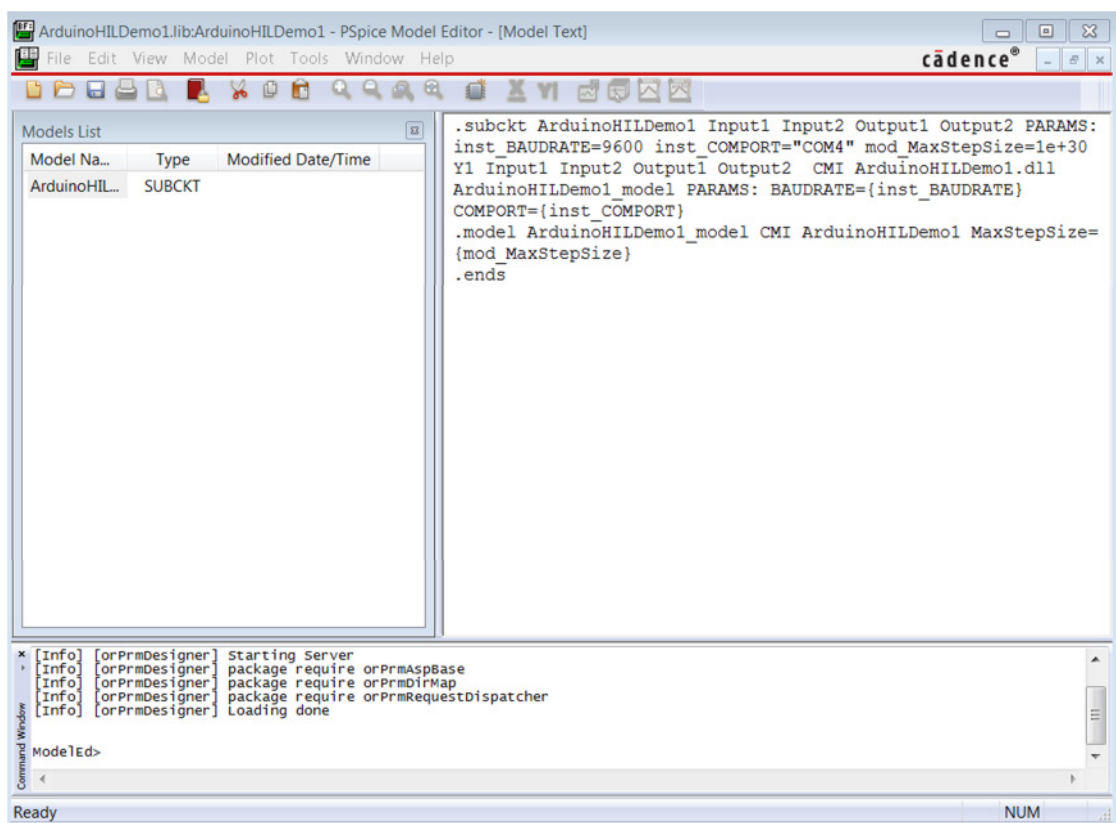 ArduinoHILDemo1.lib:ArduinoHILDemo1 - PSpice Model Editor - [Model Text]
File Edit View Model Plot Tools Window Help
cādence®
Models List
Model Na... Type Modified Date/Time
ArduinoHIL... SUBCKT
.subckt ArduinoHILDemo1 Input1 Input2 Output1 Output2 PARAMS:
inst_BAUDRATE=9600 inst_COMPORT="COM4" mod_MaxStepSize=1e+30
Y1 Input1 Input2 Output1 Output2  CMI ArduinoHILDemo1.dll
ArduinoHILDemo1_model PARAMS: BAUDRATE={inst_BAUDRATE}
COMPORT={inst_COMPORT}
.model ArduinoHILDemo1_model CMI ArduinoHILDemo1 MaxStepSize=
{mod_MaxStepSize}
.ends
[Info] [orPrmDesigner] Starting Server
[Info] [orPrmDesigner] package require orPrmAspBase
[Info] [orPrmDesigner] package require orPrmDirMap
[Info] [orPrmDesigner] package require orPrmRequestDispatcher
[Info] [orPrmDesigner] Loading done
ModelEd>
Command Window
Ready NUM